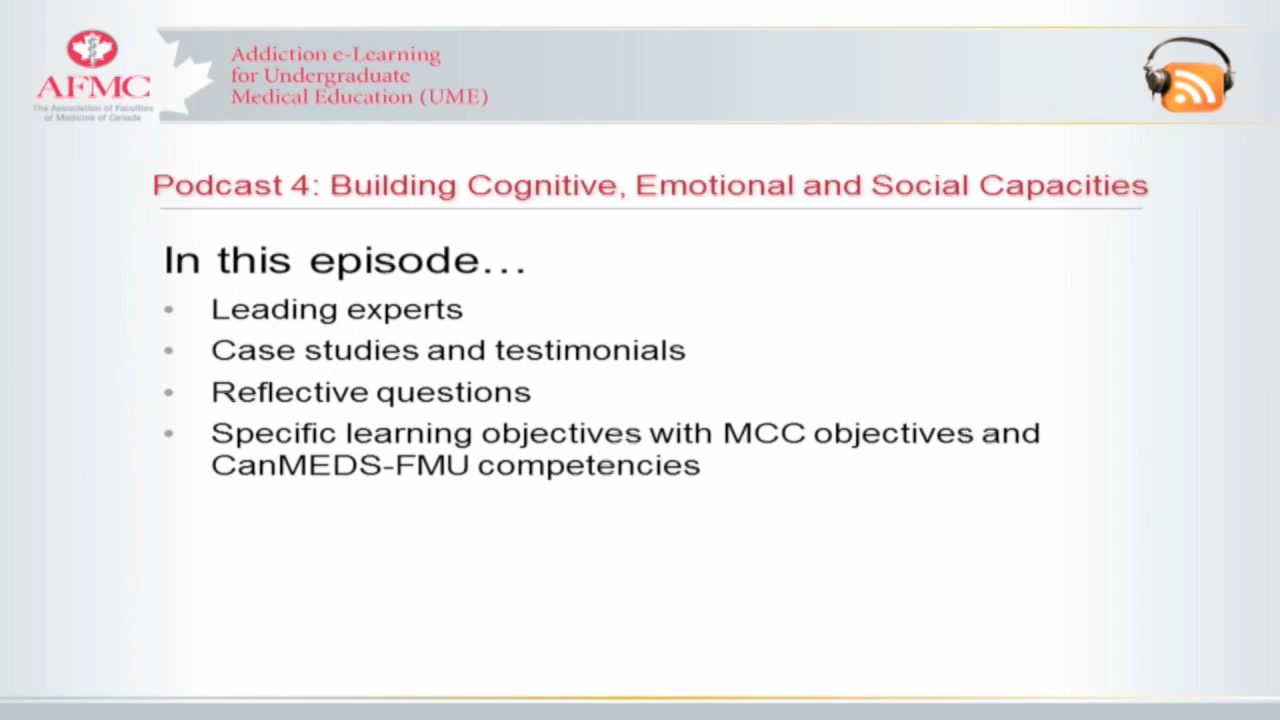 AFMC
The Association of Faculties
of Medicine of Canada
Addiction e-Learning
for Undergraduate
Medical Education (UME)
Podcast 4: Building Cognitive, Emotional and Social Capacities
In this episode...
• Leading experts
• Case studies and testimonials
• Reflective questions
• Specific learning objectives with MCC objectives and
CanMEDS-FMU competencies